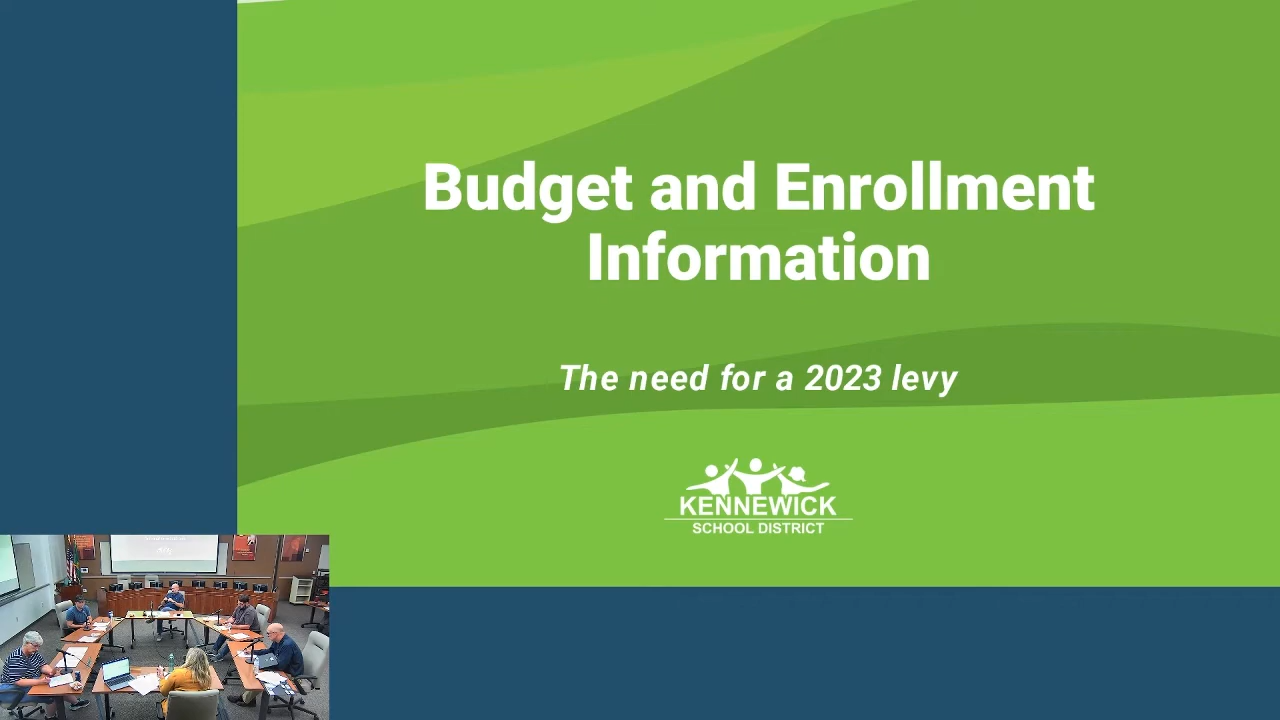 Budget and Enrollment
Information
The need for a 2023 levy
KENNEWICK
SCHOOL DISTRICT